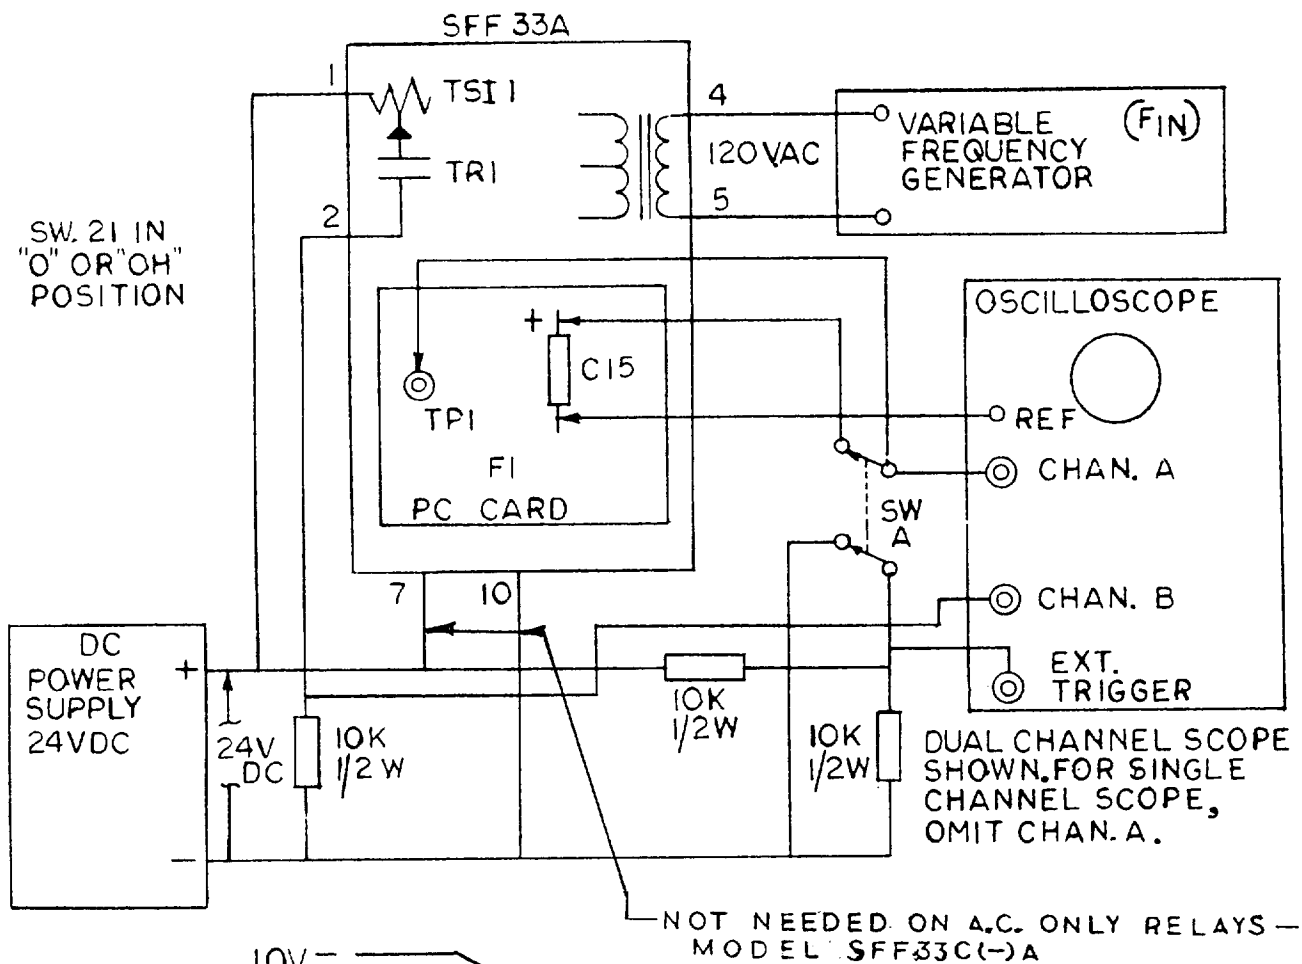 SFF 33A
1
TSI 1
4
VARIABLE (FIN)
FREQUENCY
GENERATOR
120VAC
TR1
2
5
SW. 21 IN
"O" OR "OH"
POSITION
OSCILLOSCOPE
+
C15
TP1
REF
F1
CHAN. A
PC CARD
SW
A
7
10
CHAN. B
DC
POWER
SUPPLY
24VDC
+
EXT.
TRIGGER
24V
DC
10K
1/2 W
10K
1/2W
10K
1/2W
DUAL CHANNEL SCOPE
SHOWN. FOR SINGLE
CHANNEL SCOPE,
OMIT CHAN. A.
−
NOT NEEDED ON A.C. ONLY RELAYS —
MODEL SFF33C(-)A
10V